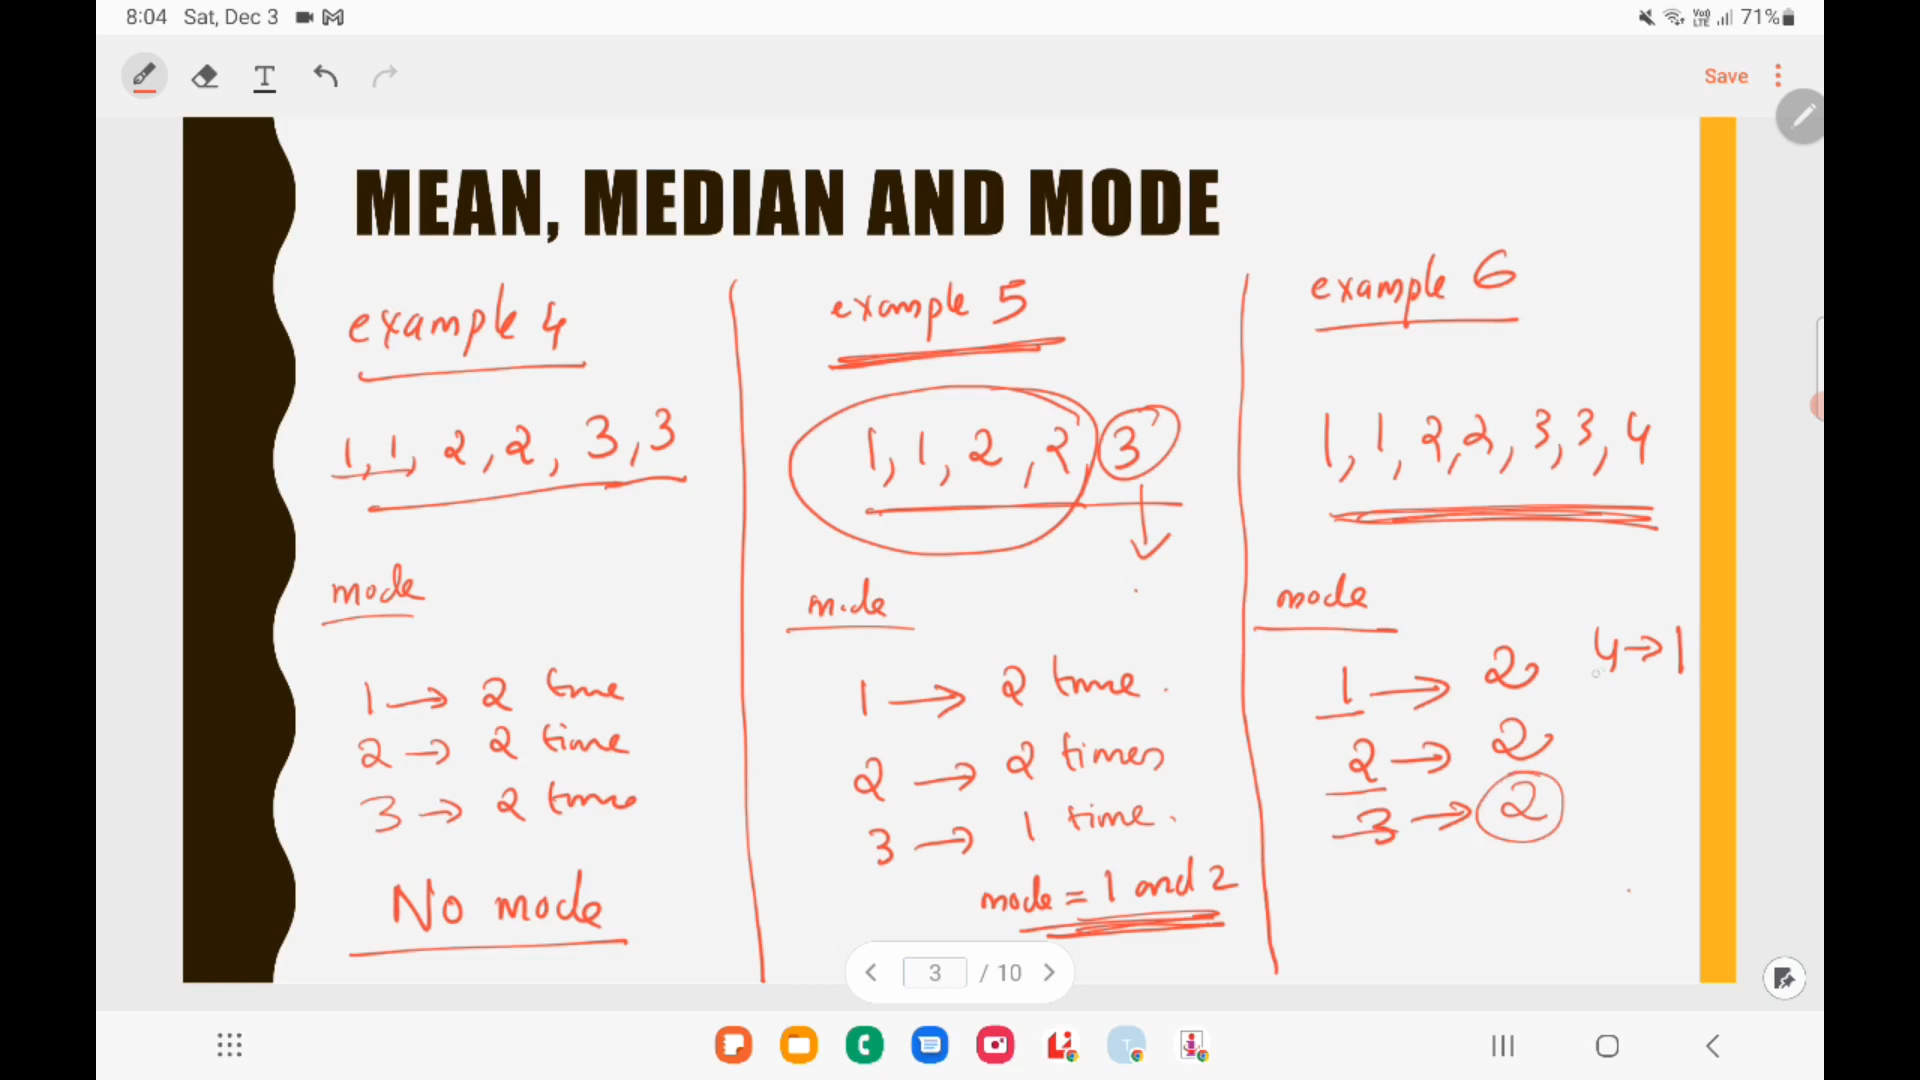 8:04 Sat, Dec 3
71%
Save
MEAN, MEDIAN AND MODE
example 4
1, 1, 2, 2, 3, 3
mode
1 → 2 time
2 → 2 time
3 → 2 time
No mode
example 5
1, 1, 2, 2, 3
mode
1 → 2 time.
2 → 2 times
3 → 1 time.
mode = 1 and 2
example 6
1, 1, 2, 2, 3, 3, 4
mode
1 → 2
4 → 1
2 → 2
3 → 2
3 / 10